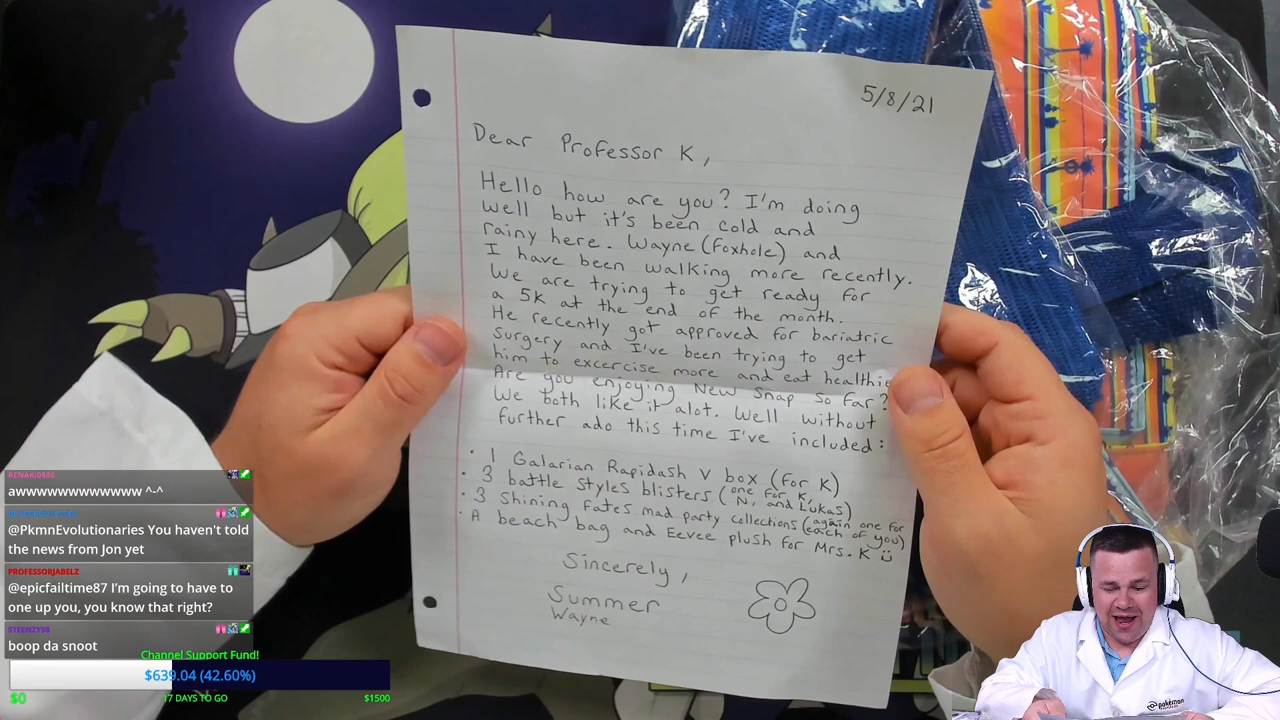 5/8/21
Dear Professor K,
Hello how are you? I'm doing
well but it's been cold and
rainy here. Wayne (Foxhole) and
I have been walking more recently.
We are trying to get ready for
a 5k at the end of the month.
He recently got approved for bariatric
surgery and I've been trying to get
him to excercise more and eat healthie
Are you enjoying New Snap so far?
We both like it alot. Well without
further ado this time I've included:
• 1 Galarian Rapidash V box (for K)
• 3 battle styles blisters (one for K, N, and Lukas)
• 3 Shining Fates mad party collections (again one for each of you)
• A beach bag and Eevee plush for Mrs. K ü
Sincerely,
Summer
Wayne
awwwwwwwwwwww ^-^
@PkmnEvolutionaries You haven't told
the news from Jon yet
PROFESSORJABELZ
@epicfailtime87 I'm going to have to
one up you, you know that right?
STEENZY98
boop da snoot
Channel Support Fund!
$639.04 (42.60%)
$0
17 DAYS TO GO
$1500
pokémon